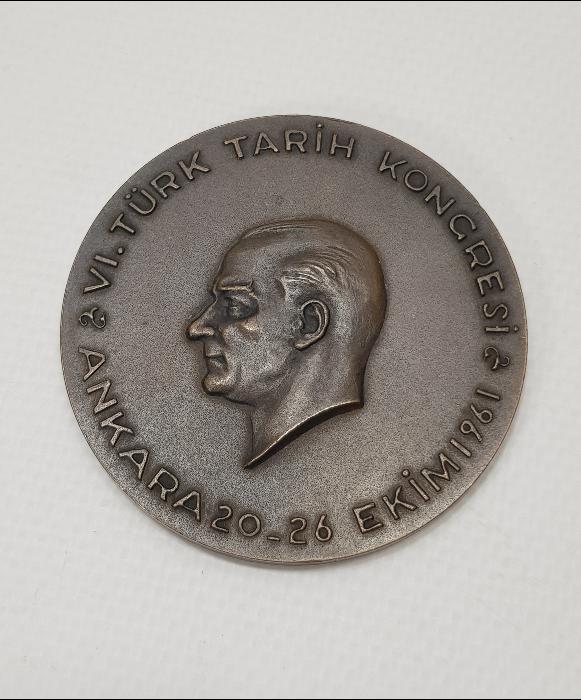 VI. TÜRK TARİH KONGRESİ
ANKARA 20-26 EKİM 1961